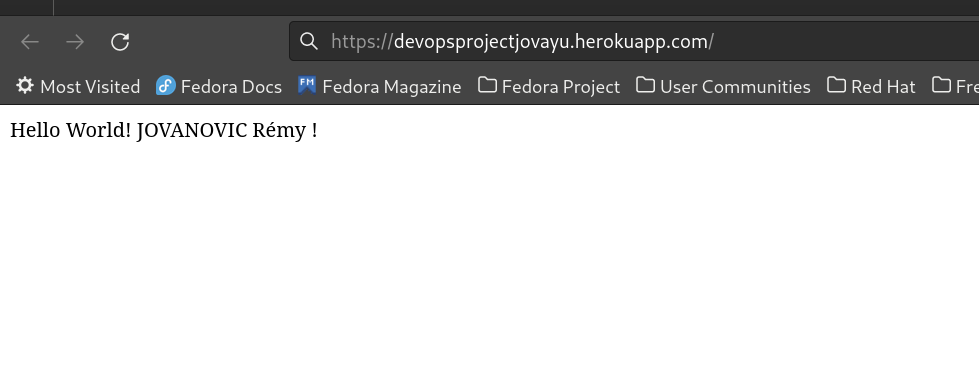 https://devopsprojectjovayu.herokuapp.com/
Most Visited Fedora Docs FM Fedora Magazine Fedora Project User Communities Red Hat Fre
Hello World! JOVANOVIC Rémy !